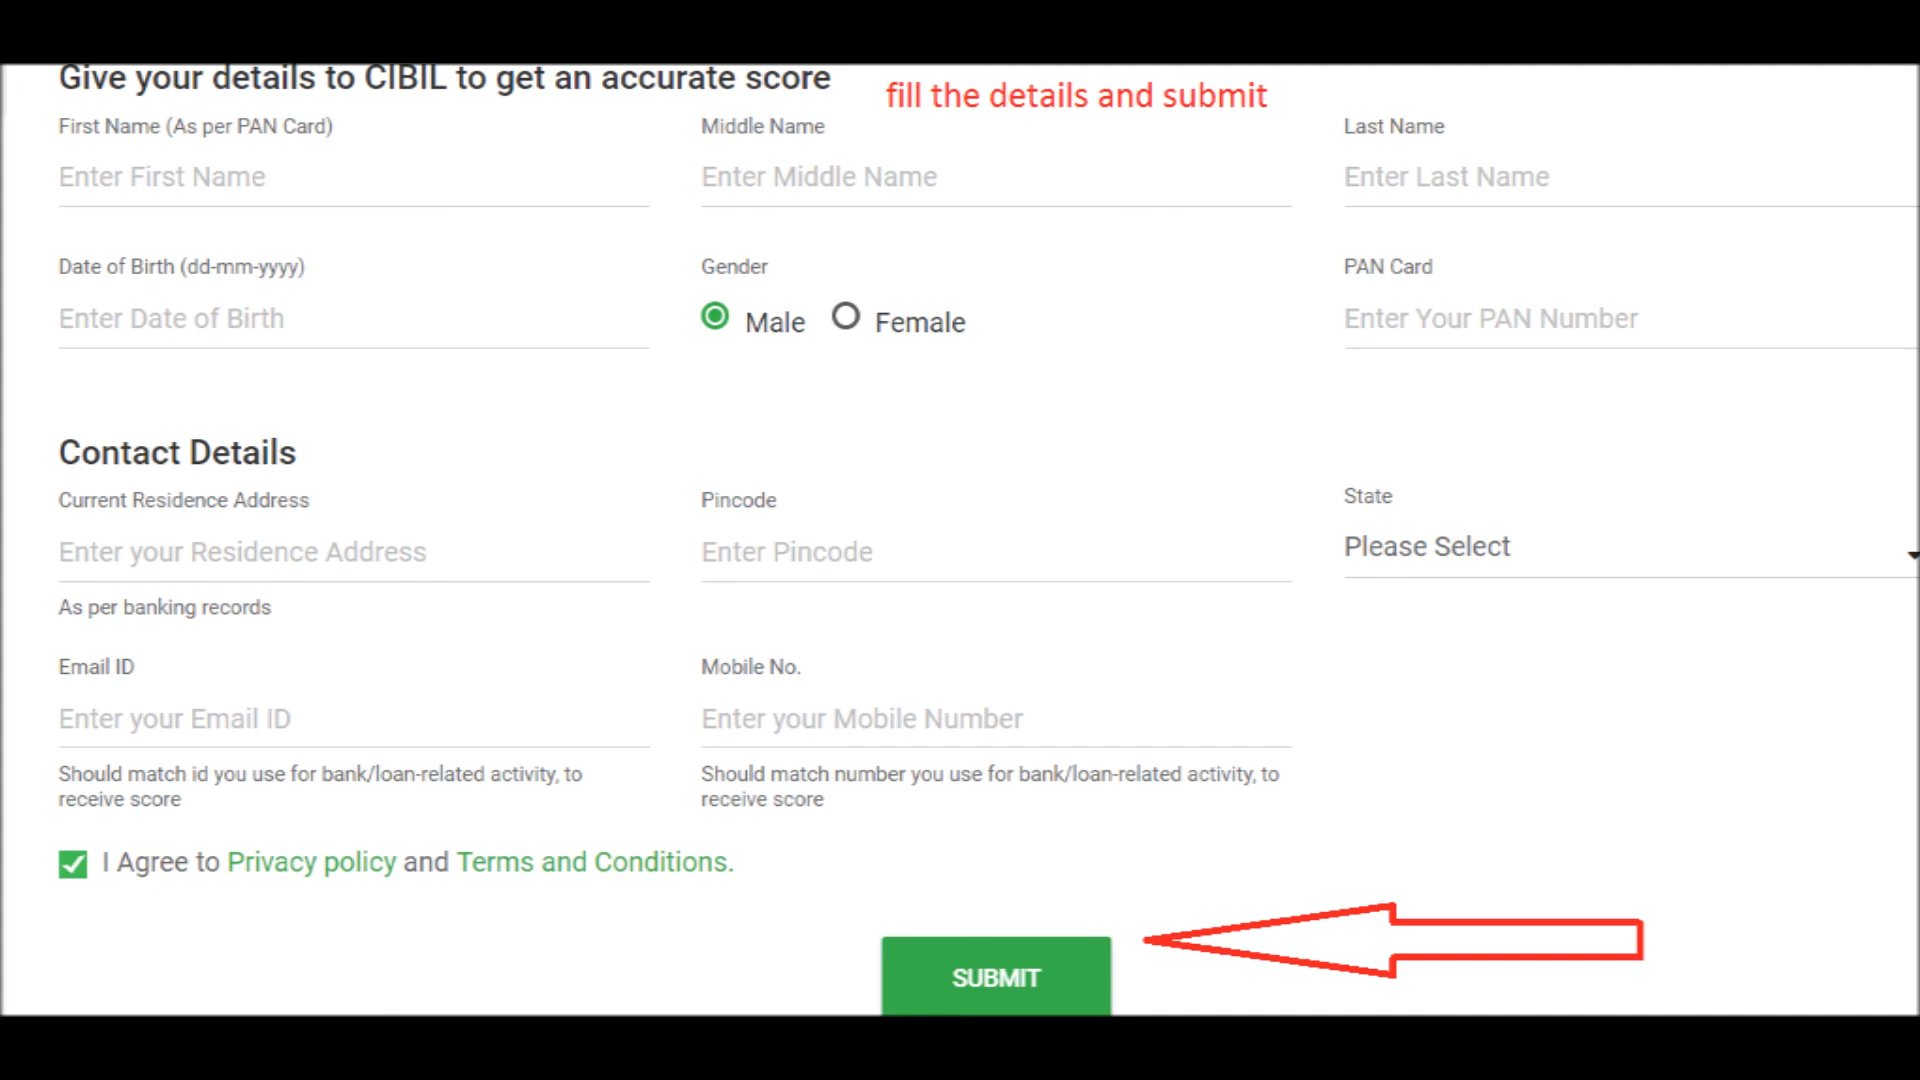 Give your details to CIBIL to get an accurate score
fill the details and submit
First Name (As per PAN Card)
Middle Name
Last Name
Enter First Name
Enter Middle Name
Enter Last Name
Date of Birth (dd-mm-yyyy)
Gender
PAN Card
Enter Date of Birth
Male
Female
Enter Your PAN Number
Contact Details
Current Residence Address
Pincode
State
Enter your Residence Address
Enter Pincode
Please Select
As per banking records
Email ID
Mobile No.
Enter your Email ID
Enter your Mobile Number
Should match id you use for bank/loan-related activity, to
receive score
Should match number you use for bank/loan-related activity, to
receive score
I Agree to Privacy policy and Terms and Conditions.
SUBMIT